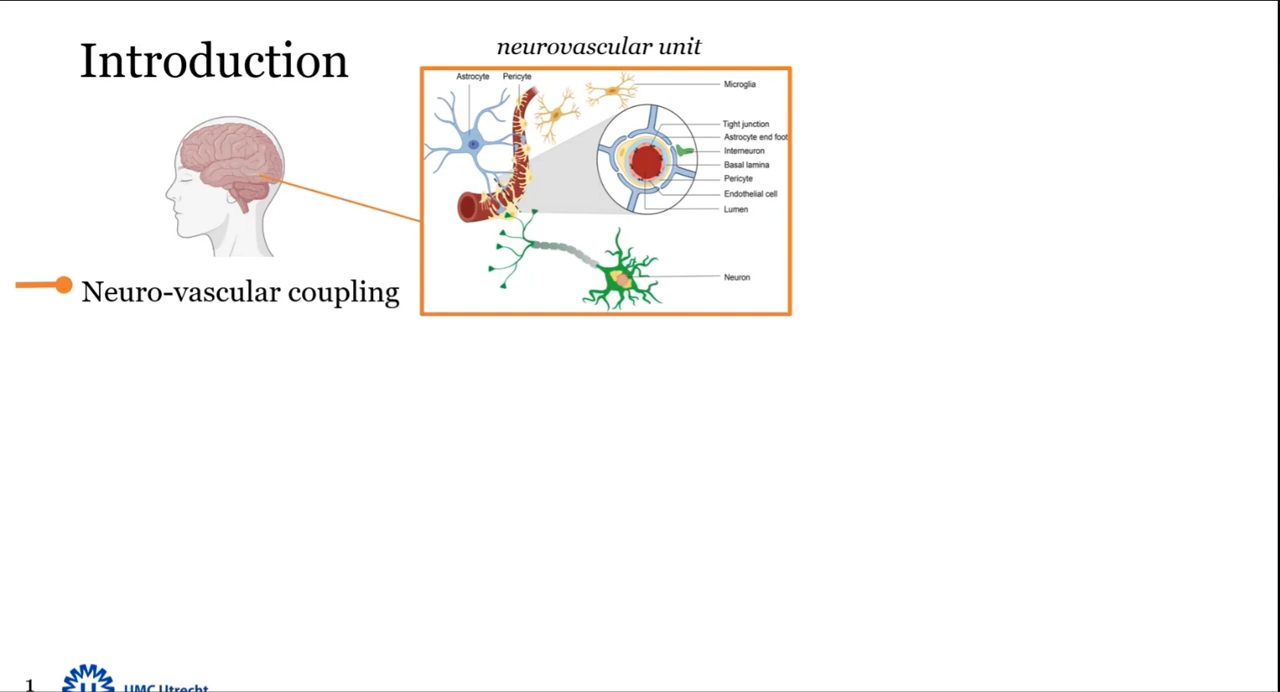 Introduction
neurovascular unit
Astrocyte
Pericyte
Microglia
Tight junction
Astrocyte end foot
Interneuron
Basal lamina
Pericyte
Endothelial cell
Lumen
Neuron
Neuro-vascular coupling
1
UMC Utrecht